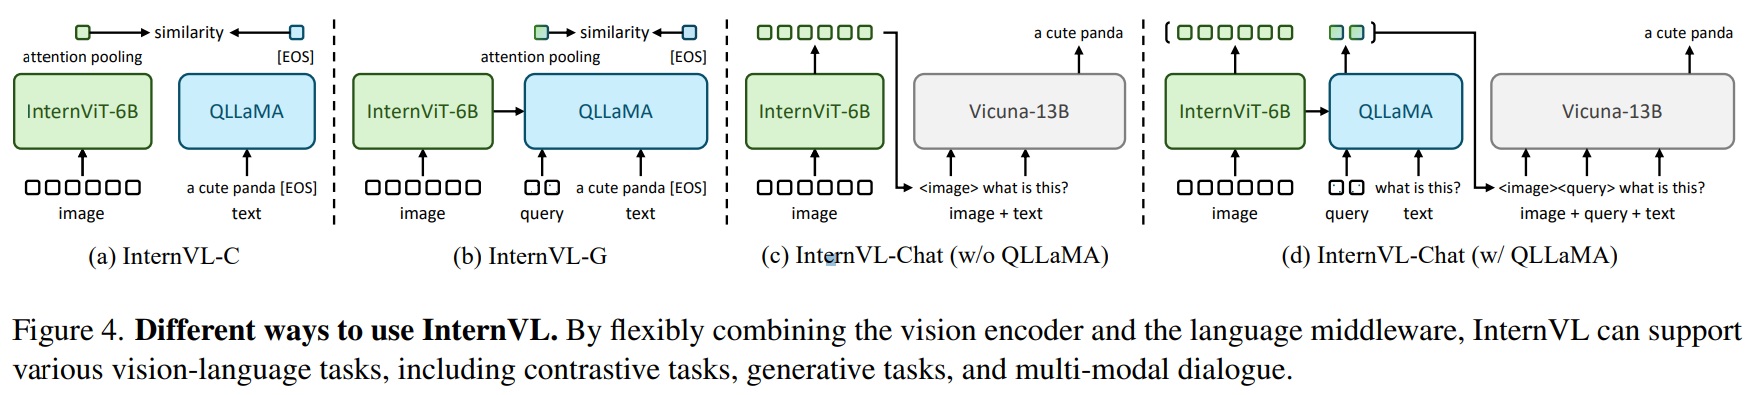 similarity
attention pooling [EOS]
InternViT-6B QLLaMA
a cute panda [EOS]
image text
(a) InternVL-C
similarity
attention pooling [EOS]
InternViT-6B QLLaMA
a cute panda [EOS]
image query text
(b) InternVL-G
a cute panda
InternViT-6B Vicuna-13B
<image> what is this?
image image + text
(c) InternVL-Chat (w/o QLLaMA)
a cute panda
InternViT-6B QLLaMA Vicuna-13B
what is this? <image><query> what is this?
image query text image + query + text
(d) InternVL-Chat (w/ QLLaMA)
Figure 4. Different ways to use InternVL. By flexibly combining the vision encoder and the language middleware, InternVL can support
various vision-language tasks, including contrastive tasks, generative tasks, and multi-modal dialogue.